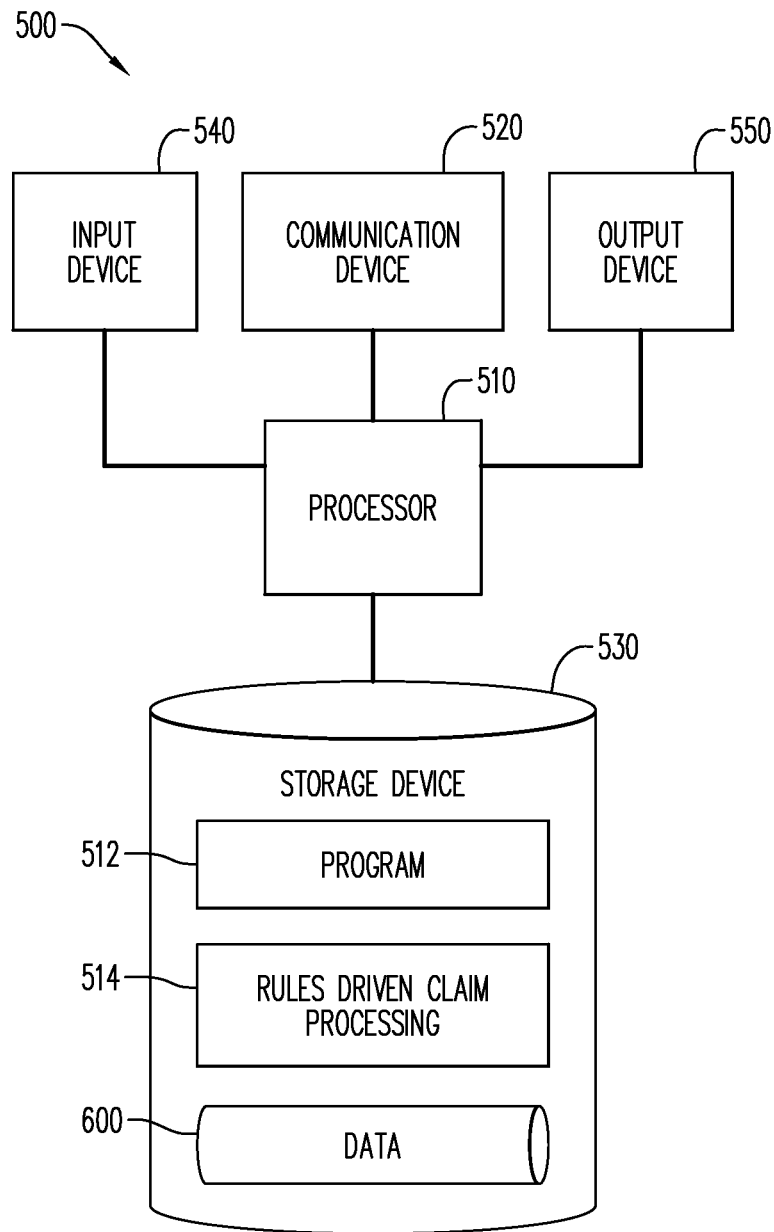 500
540
520
550
INPUT
DEVICE
COMMUNICATION
DEVICE
OUTPUT
DEVICE
510
PROCESSOR
530
STORAGE DEVICE
512
PROGRAM
514
RULES DRIVEN CLAIM
PROCESSING
600
DATA